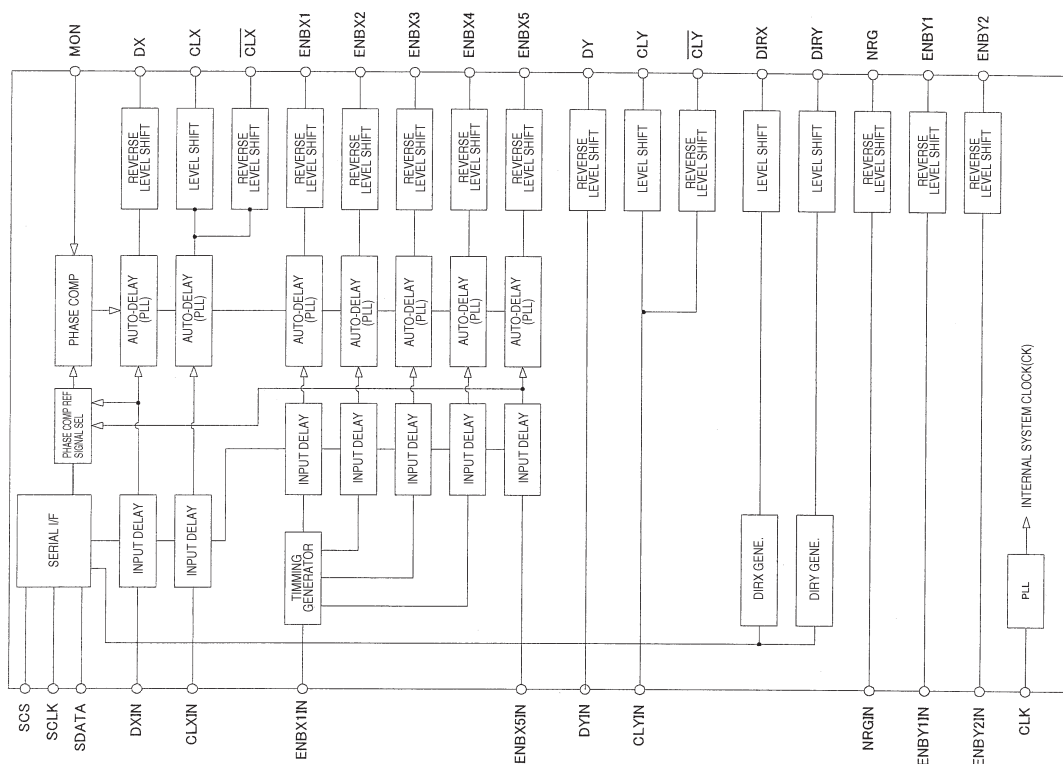 MON
DX
CLX
CLX
ENBX1
ENBX2
ENBX3
ENBX4
ENBX5
DY
CLY
CLY
DIRX
DIRY
NRG
ENBY1
ENBY2
REVERSE
LEVEL SHIFT
LEVEL SHIFT
REVERSE
LEVEL SHIFT
REVERSE
LEVEL SHIFT
REVERSE
LEVEL SHIFT
REVERSE
LEVEL SHIFT
REVERSE
LEVEL SHIFT
REVERSE
LEVEL SHIFT
REVERSE
LEVEL SHIFT
LEVEL SHIFT
REVERSE
LEVEL SHIFT
LEVEL SHIFT
LEVEL SHIFT
REVERSE
LEVEL SHIFT
REVERSE
LEVEL SHIFT
REVERSE
LEVEL SHIFT
PHASE COMP
AUTO-DELAY
(PLL)
AUTO-DELAY
(PLL)
AUTO-DELAY
(PLL)
AUTO-DELAY
(PLL)
AUTO-DELAY
(PLL)
AUTO-DELAY
(PLL)
AUTO-DELAY
(PLL)
PHASE COMP REF
SIGNAL SEL
INPUT DELAY
INPUT DELAY
INPUT DELAY
INPUT DELAY
INPUT DELAY
SERIAL I/F
INPUT DELAY
INPUT DELAY
TIMMING
GENERATOR
DIRX GENE.
DIRY GENE.
PLL
INTERNAL SYSTEM CLOCK(CK)
SCS
SCLK
SDATA
DXIN
CLXIN
ENBX1IN
ENBX5IN
DYIN
CLYIN
NRGIN
ENBY1IN
ENBY2IN
CLK